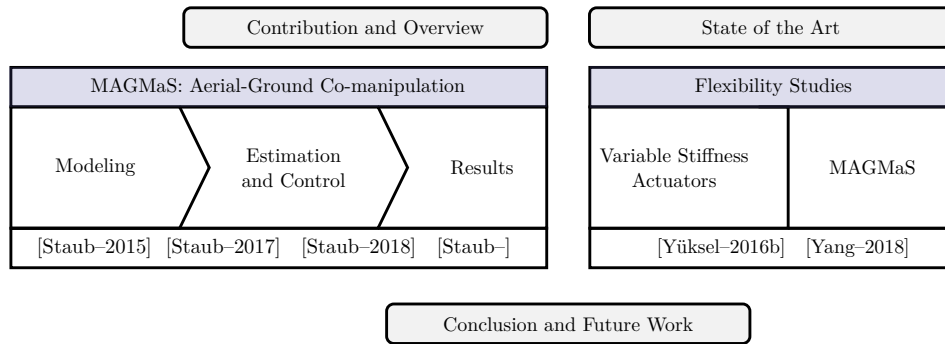 Contribution and Overview
State of the Art
MAGMaS: Aerial-Ground Co-manipulation
Flexibility Studies
Modeling
Estimation
and Control
Results
Variable Stiffness
Actuators
MAGMaS
[Staub–2015] [Staub–2017] [Staub–2018] [Staub–]
[Yüksel–2016b] [Yang–2018]
Conclusion and Future Work